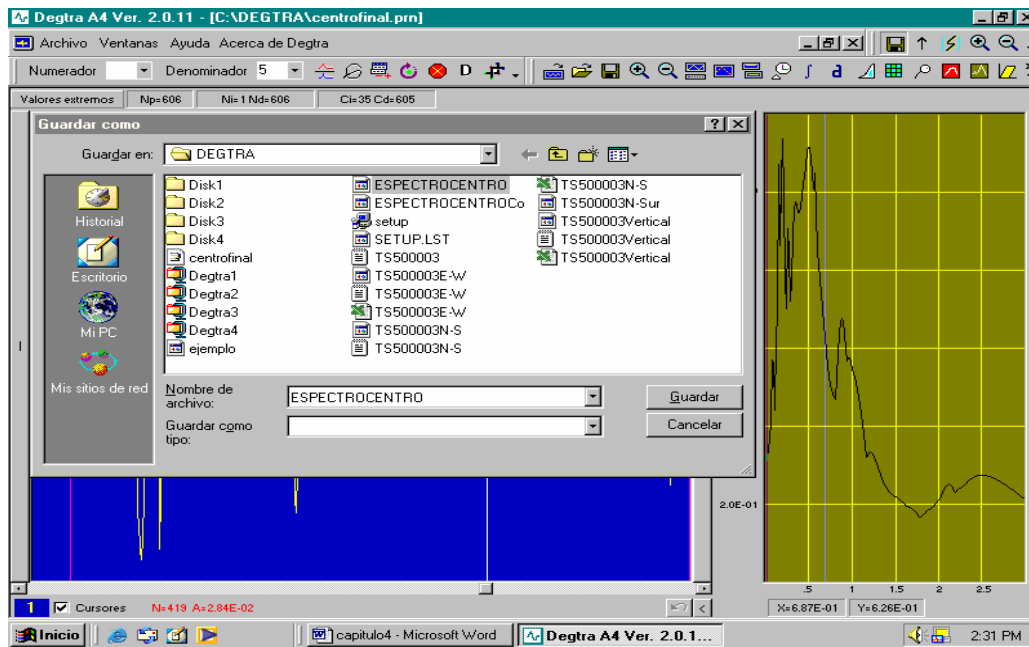 Degtra A4 Ver. 2.0.11 - [C:\DEGTRA\centrofinal.prn]
Archivo Ventanas Ayuda Acerca de Degtra
Numerador Denominador 5 D
Valores extremos Np=606 Ni=1 Nd=606 Ci=35 Cd=605
Guardar como
Guardar en: DEGTRA
Historial
Escritorio
Mi PC
Mis sitios de red
Disk1
Disk2
Disk3
Disk4
centrofinal
Degtra1
Degtra2
Degtra3
Degtra4
ejemplo
ESPECTROCENTRO
ESPECTROCENTROCo
setup
SETUP.LST
TS500003
TS500003E-W
TS500003E-W
TS500003E-W
TS500003N-S
TS500003N-S
TS500003N-S
TS500003N-Sur
TS500003Vertical
TS500003Vertical
TS500003Vertical
Nombre de archivo: ESPECTROCENTRO
Guardar
Guardar como tipo:
Cancelar
2.0E-01
.5 1 1.5 2 2.5
1 Cursores N=419 A=2.84E-02
X=6.87E-01 Y=6.26E-01
Inicio capitulo4 - Microsoft Word Degtra A4 Ver. 2.0.1... 2:31 PM